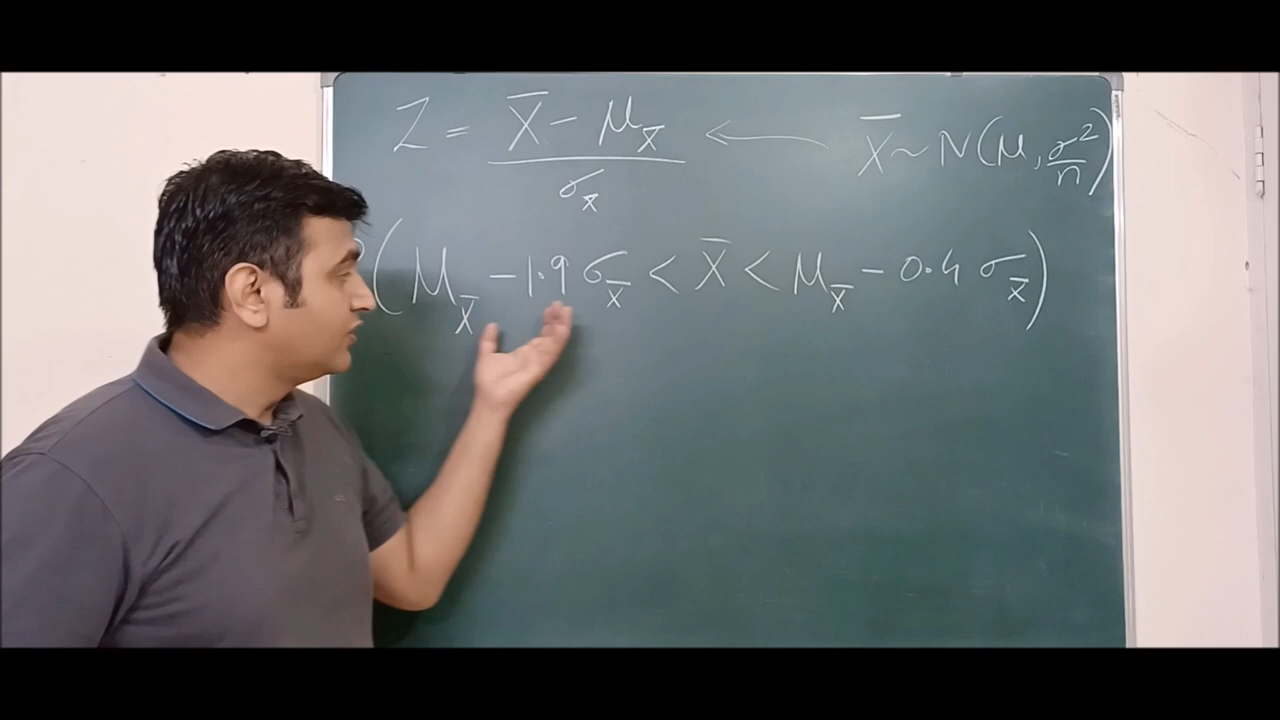 Z = (X̄ − μ_X̄) / σ_X̄ ← X̄ ~ N(μ, σ²/n)
P(μ_X̄ − 1.9 σ_X̄ < X̄ < μ_X̄ − 0.4 σ_X̄)